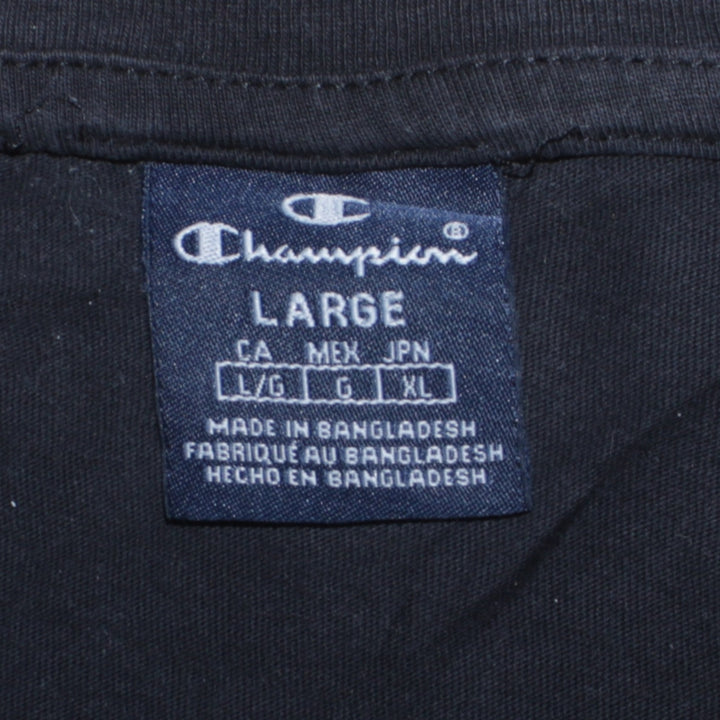 Champion®
LARGE
CA MEX JPN
L/G G XL
MADE IN BANGLADESH
FABRIQUÉ AU BANGLADESH
HECHO EN BANGLADESH